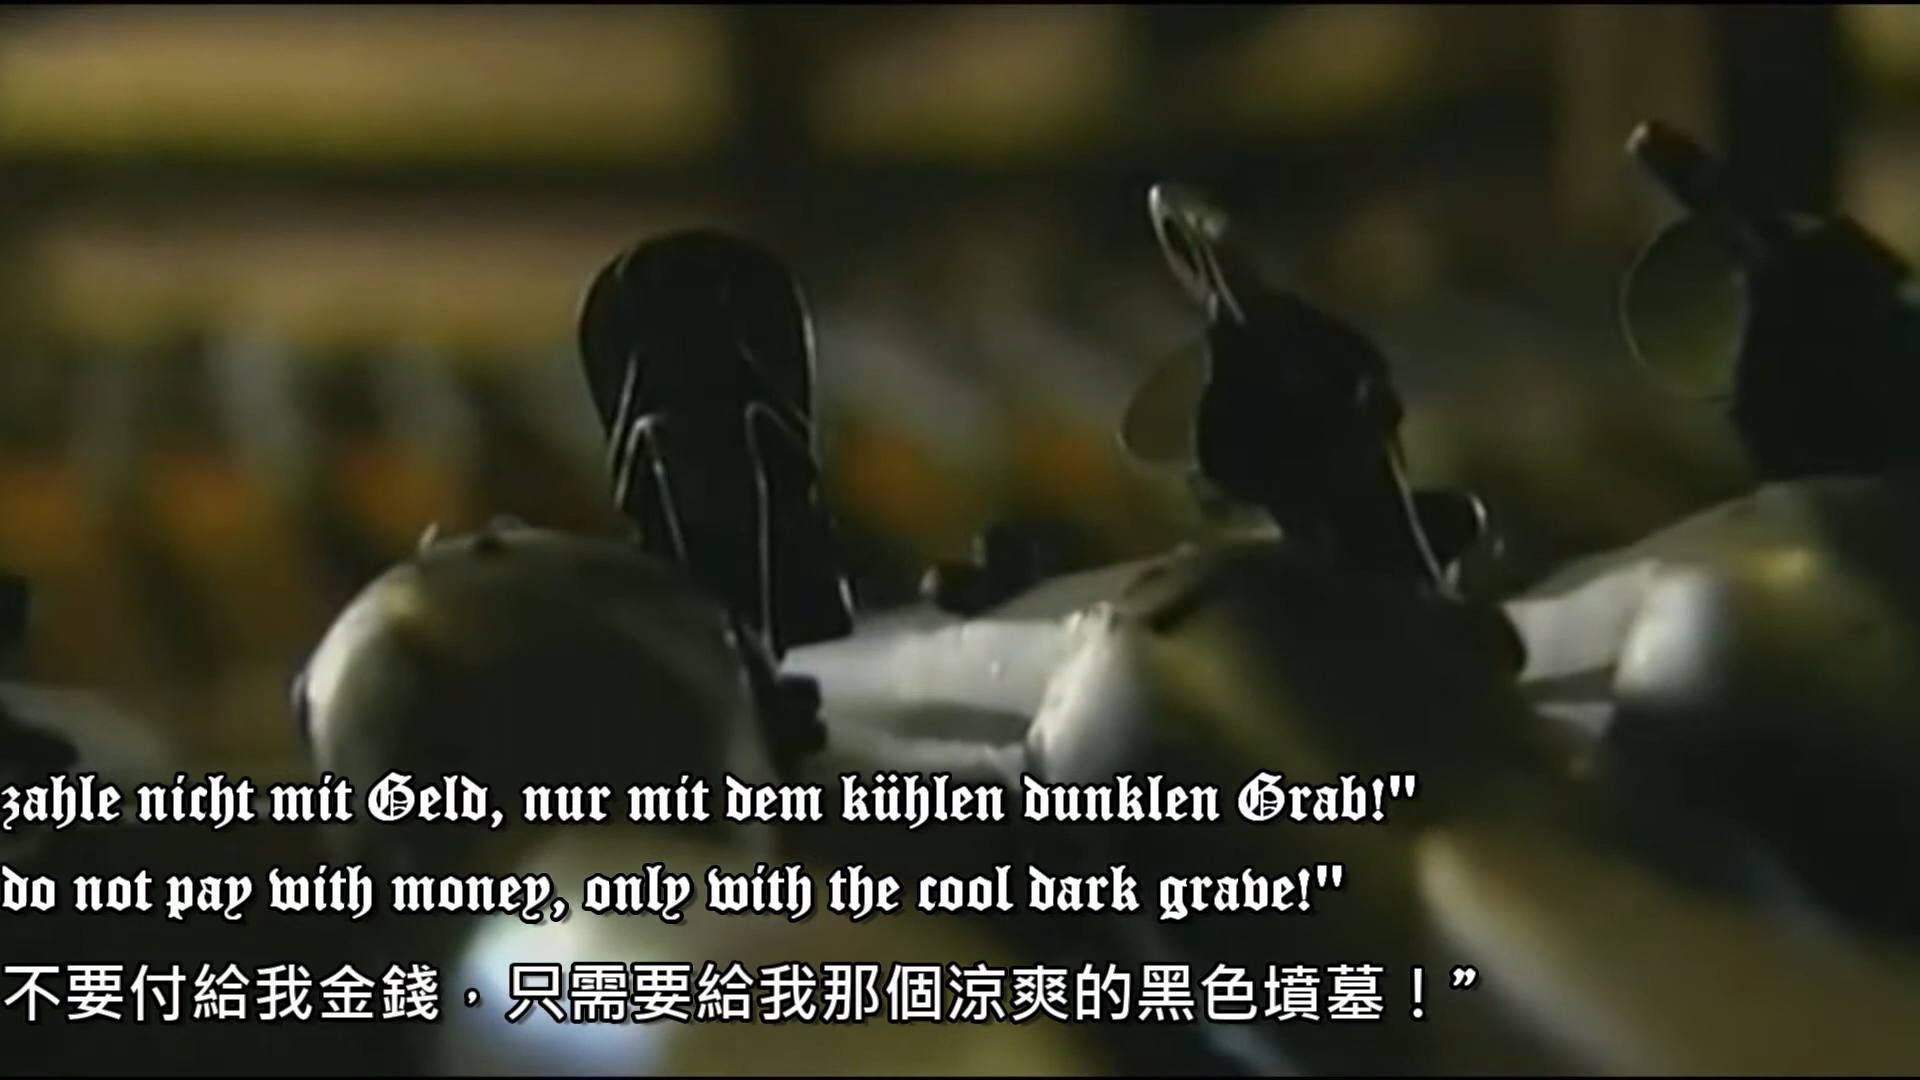 zahle nicht mit Geld, nur mit dem kühlen dunklen Grab!"
do not pay with money, only with the cool dark grave!"
不要付給我金錢，只需要給我那個涼爽的黑色墳墓！”